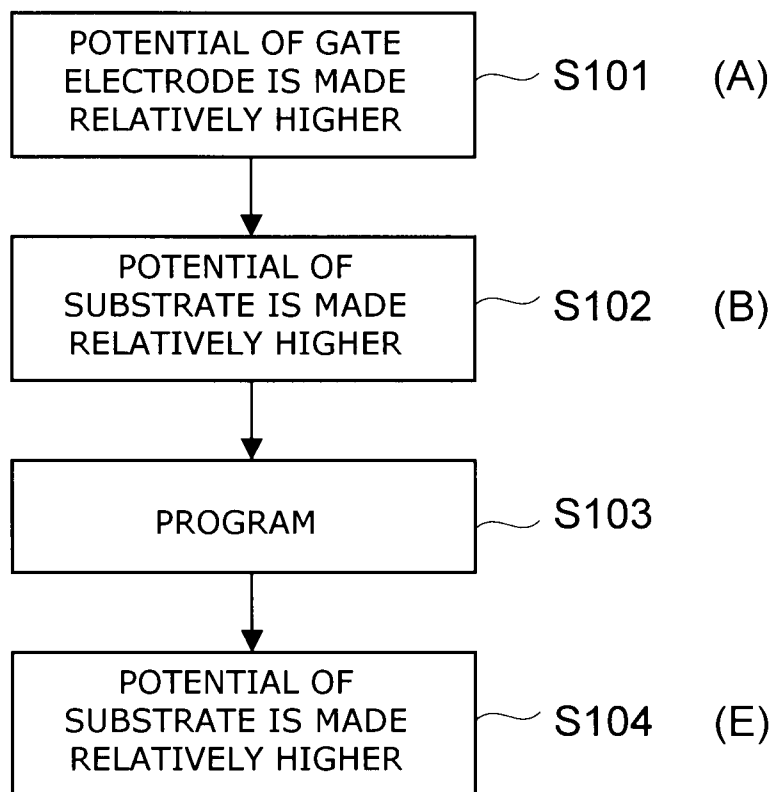 POTENTIAL OF GATE
ELECTRODE IS MADE
RELATIVELY HIGHER
S101 (A)
POTENTIAL OF
SUBSTRATE IS MADE
RELATIVELY HIGHER
S102 (B)
PROGRAM
S103
POTENTIAL OF
SUBSTRATE IS MADE
RELATIVELY HIGHER
S104 (E)